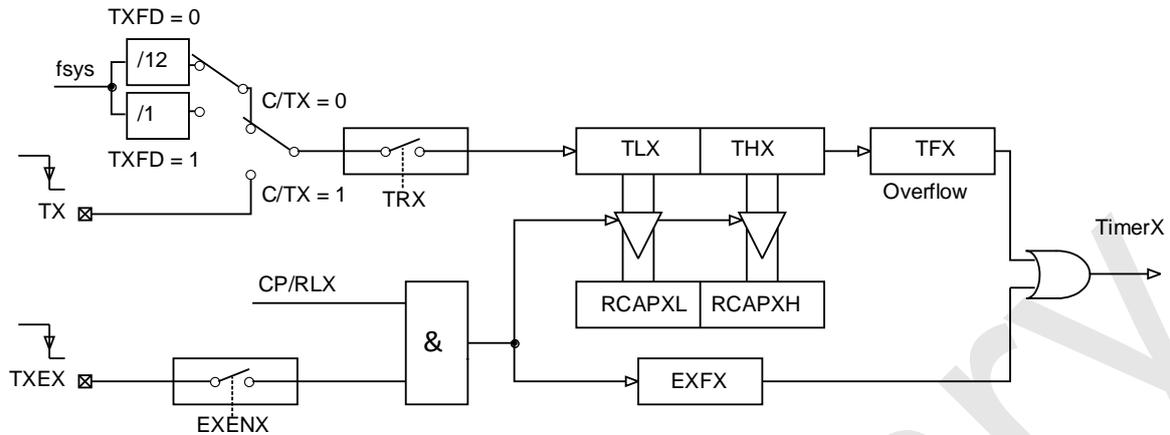 TXFD = 0
/12
fsys
C/TX = 0
/1
TXFD = 1
TLX
THX
TFX
C/TX = 1
TRX
Overflow
TX
TimerX
CP/RLX
RCAPXL
RCAPXH
&
TXEX
EXFX
EXENX
ry